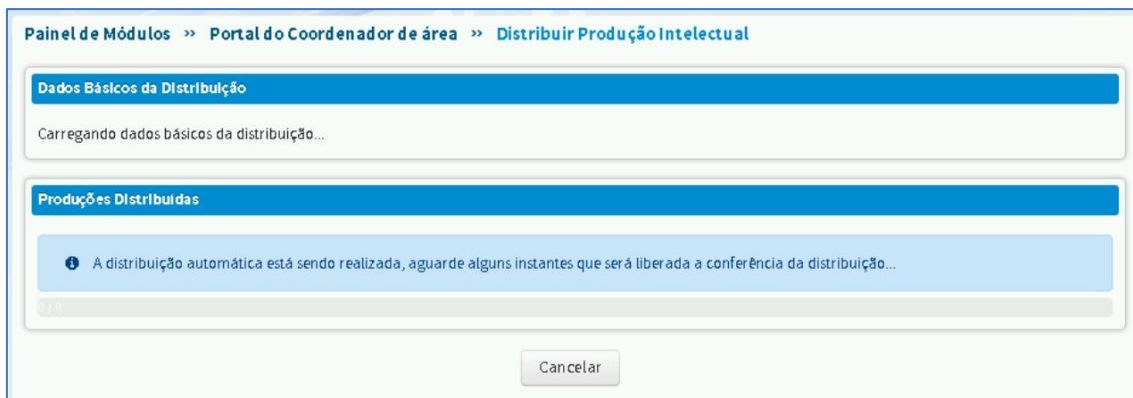 Painel de Módulos » Portal do Coordenador de área » Distribuir Produção Intelectual
Dados Básicos da Distribuição
Carregando dados básicos da distribuição...
Produções Distribuídas
A distribuição automática está sendo realizada, aguarde alguns instantes que será liberada a conferência da distribuição...
0 / 0
Cancelar